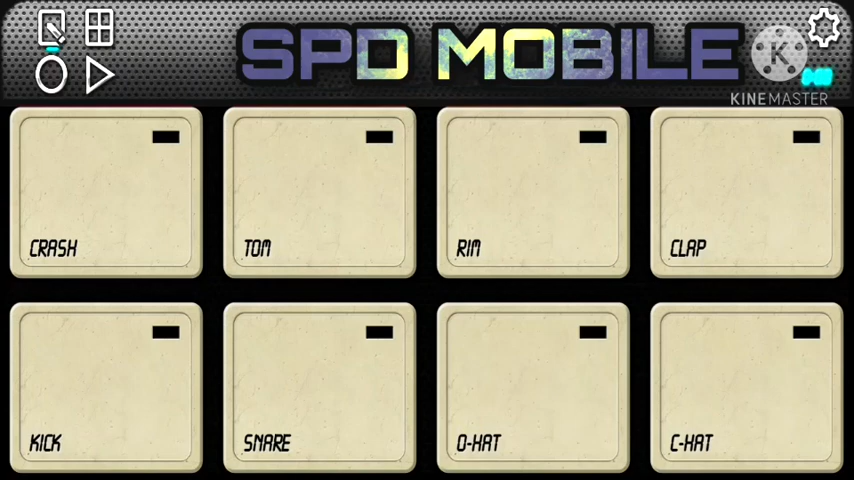 SPD MOBILE
K
KINEMASTER
CRASH
TOM
RIM
CLAP
KICK
SNARE
O-HAT
C-HAT